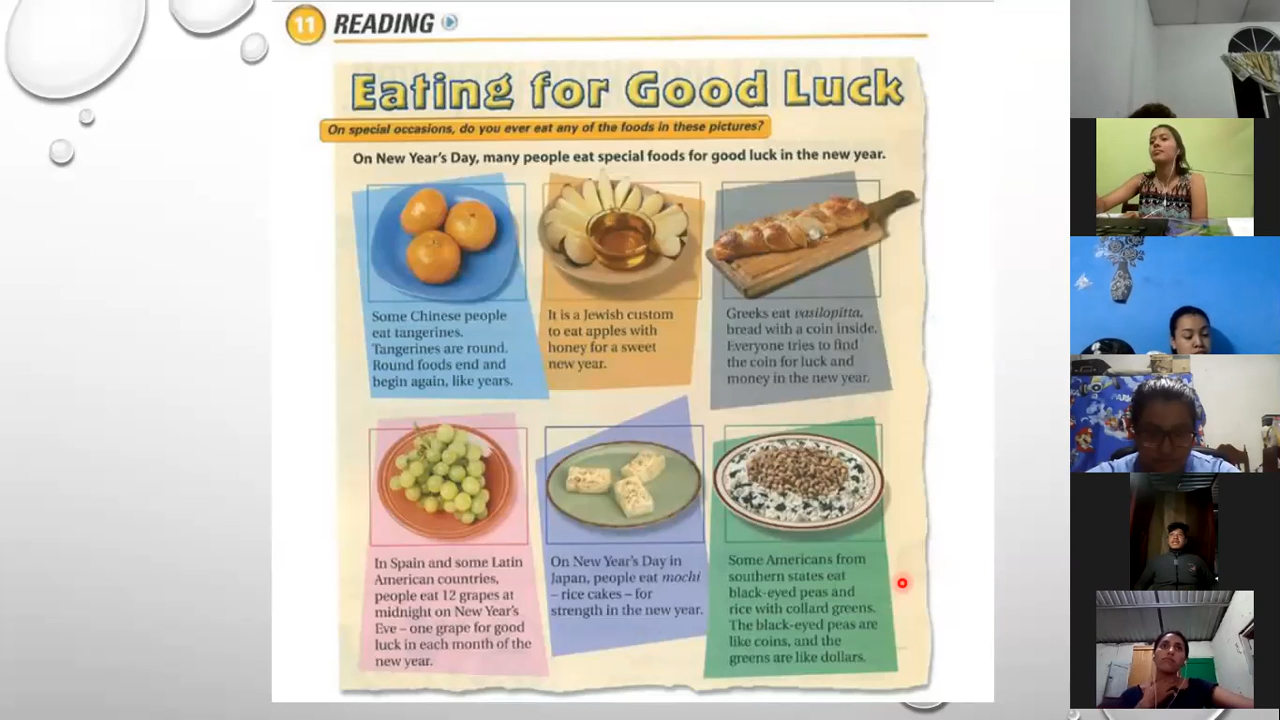 11 READING
Eating for Good Luck
On special occasions, do you ever eat any of the foods in these pictures?
On New Year's Day, many people eat special foods for good luck in the new year.
Some Chinese people
eat tangerines.
Tangerines are round.
Round foods end and
begin again, like years.
It is a Jewish custom
to eat apples with
honey for a sweet
new year.
Greeks eat vasilopitta,
bread with a coin inside.
Everyone tries to find
the coin for luck and
money in the new year.
In Spain and some Latin
American countries,
people eat 12 grapes at
midnight on New Year's
Eve – one grape for good
luck in each month of the
new year.
On New Year's Day in
Japan, people eat mochi
– rice cakes – for
strength in the new year.
Some Americans from
southern states eat
black-eyed peas and
rice with collard greens.
The black-eyed peas are
like coins, and the
greens are like dollars.